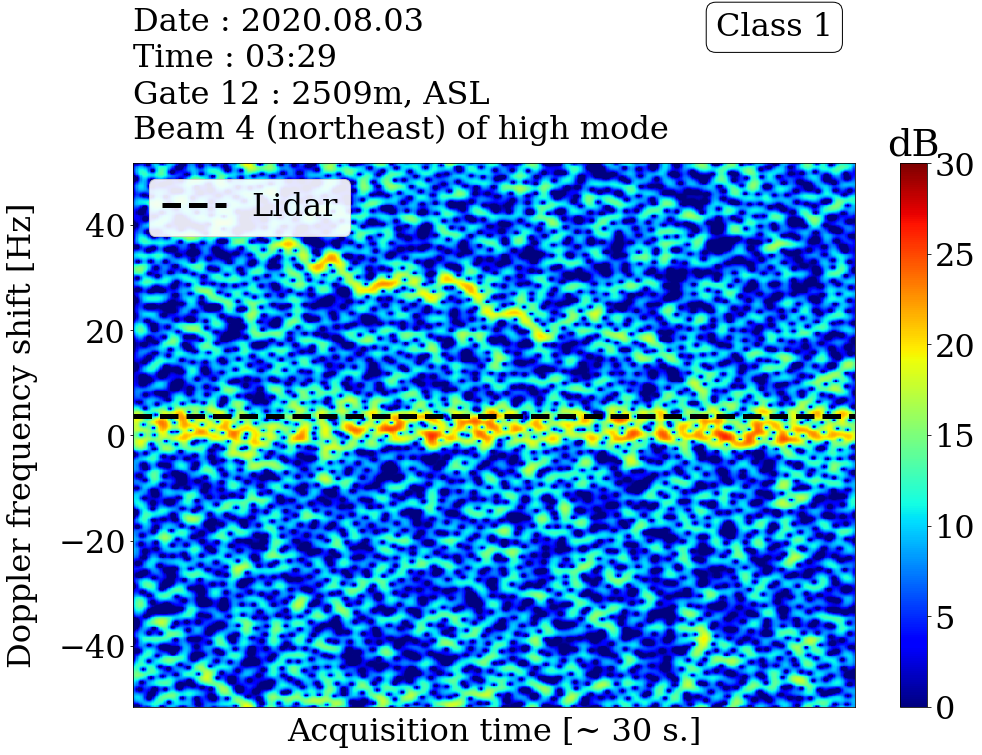 Date : 2020.08.03
Time : 03:29
Gate 12 : 2509m, ASL
Beam 4 (northeast) of high mode
Class 1
dB
Lidar
Doppler frequency shift [Hz]
40
20
0
−20
−40
30
25
20
15
10
5
0
Acquisition time [~ 30 s.]